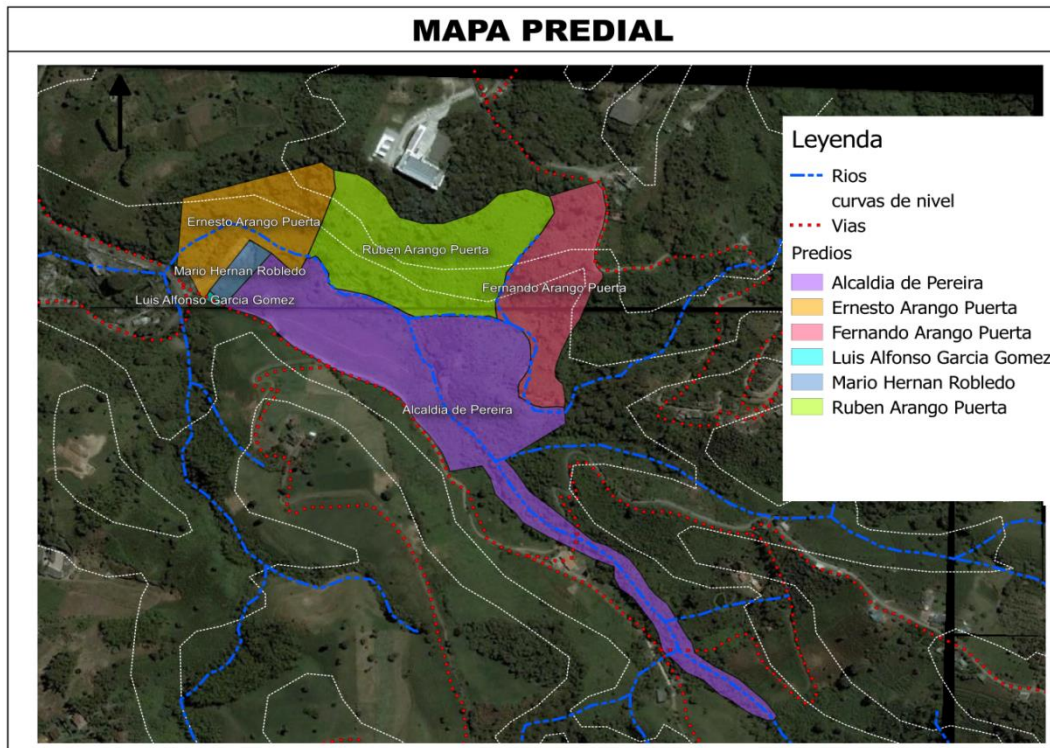 MAPA PREDIAL
Ernesto Arango Puerta
Ruben Arango Puerta
Mario Hernan Robledo
Fernando Arango Puerta
Luis Alfonso Garcia Gomez
Alcaldia de Pereira
Leyenda
Rios
curvas de nivel
Vias
Predios
Alcaldia de Pereira
Ernesto Arango Puerta
Fernando Arango Puerta
Luis Alfonso Garcia Gomez
Mario Hernan Robledo
Ruben Arango Puerta